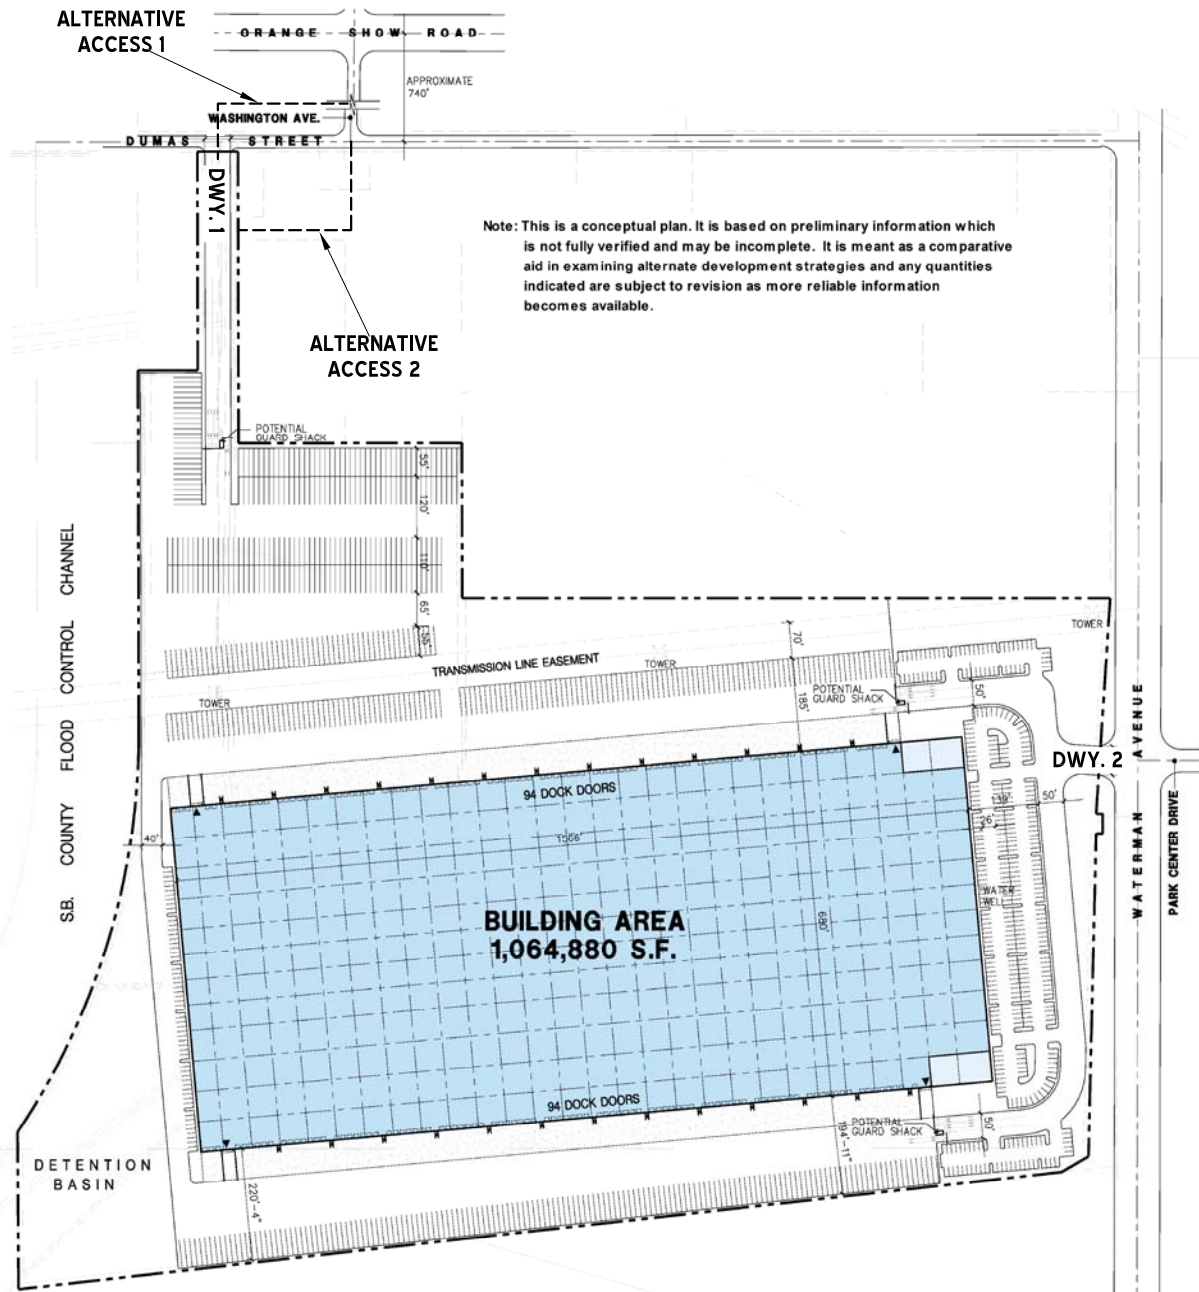 ALTERNATIVE
ACCESS 1
ORANGE SHOW ROAD
APPROXIMATE
740'
WASHINGTON AVE.
DUMAS STREET
DWY. 1
Note: This is a conceptual plan. It is based on preliminary information which
is not fully verified and may be incomplete. It is meant as a comparative
aid in examining alternate development strategies and any quantities
indicated are subject to revision as more reliable information
becomes available.
ALTERNATIVE
ACCESS 2
POTENTIAL
GUARD SHACK
55'
120'
110'
65'
55'
S.B. COUNTY FLOOD CONTROL CHANNEL
TRANSMISSION LINE EASEMENT
TOWER
TOWER
TOWER
70'
185'
POTENTIAL
GUARD SHACK
50'
DWY. 2
WATERMAN AVENUE
PARK CENTER DRIVE
94 DOCK DOORS
40'
1566'
139'
50'
26'
WATER
WELL
680'
BUILDING AREA
1,064,880 S.F.
94 DOCK DOORS
POTENTIAL
GUARD SHACK
50'
194'-11"
220'-4"
DETENTION
BASIN